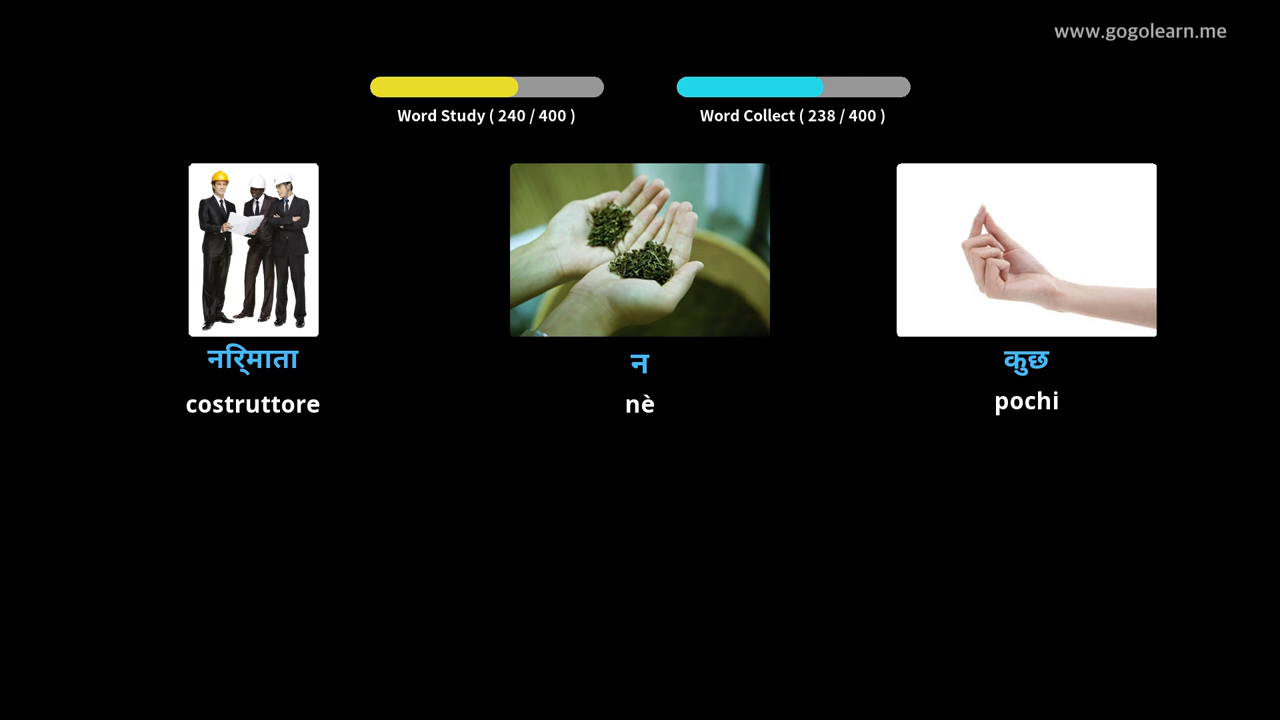 www.gogolearn.me
Word Study ( 240 / 400 )
Word Collect ( 238 / 400 )
नरि्माता
न
कुछ
costruttore
nè
pochi